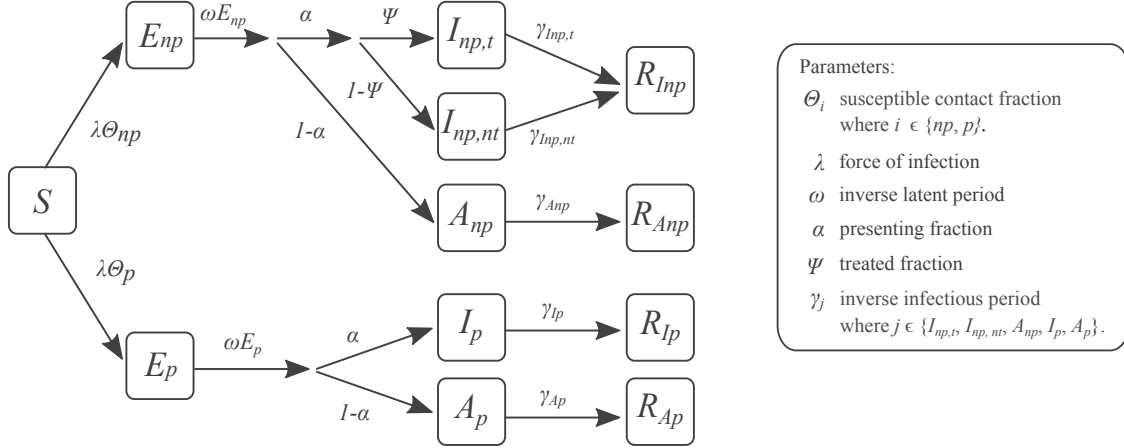 E_np
ωE_np
α
Ψ
I_np,t
γ_Inp,t
R_Inp
1-Ψ
I_np,nt
γ_Inp,nt
λΘ_np
1-α
S
A_np
γ_Anp
R_Anp
λΘ_p
E_p
ωE_p
α
I_p
γ_Ip
R_Ip
1-α
A_p
γ_Ap
R_Ap
Parameters:
Θ_i susceptible contact fraction
where i ϵ {np, p}.
λ force of infection
ω inverse latent period
α presenting fraction
Ψ treated fraction
γ_j inverse infectious period
where j ϵ {I_np,t, I_np, nt, A_np, I_p, A_p}.